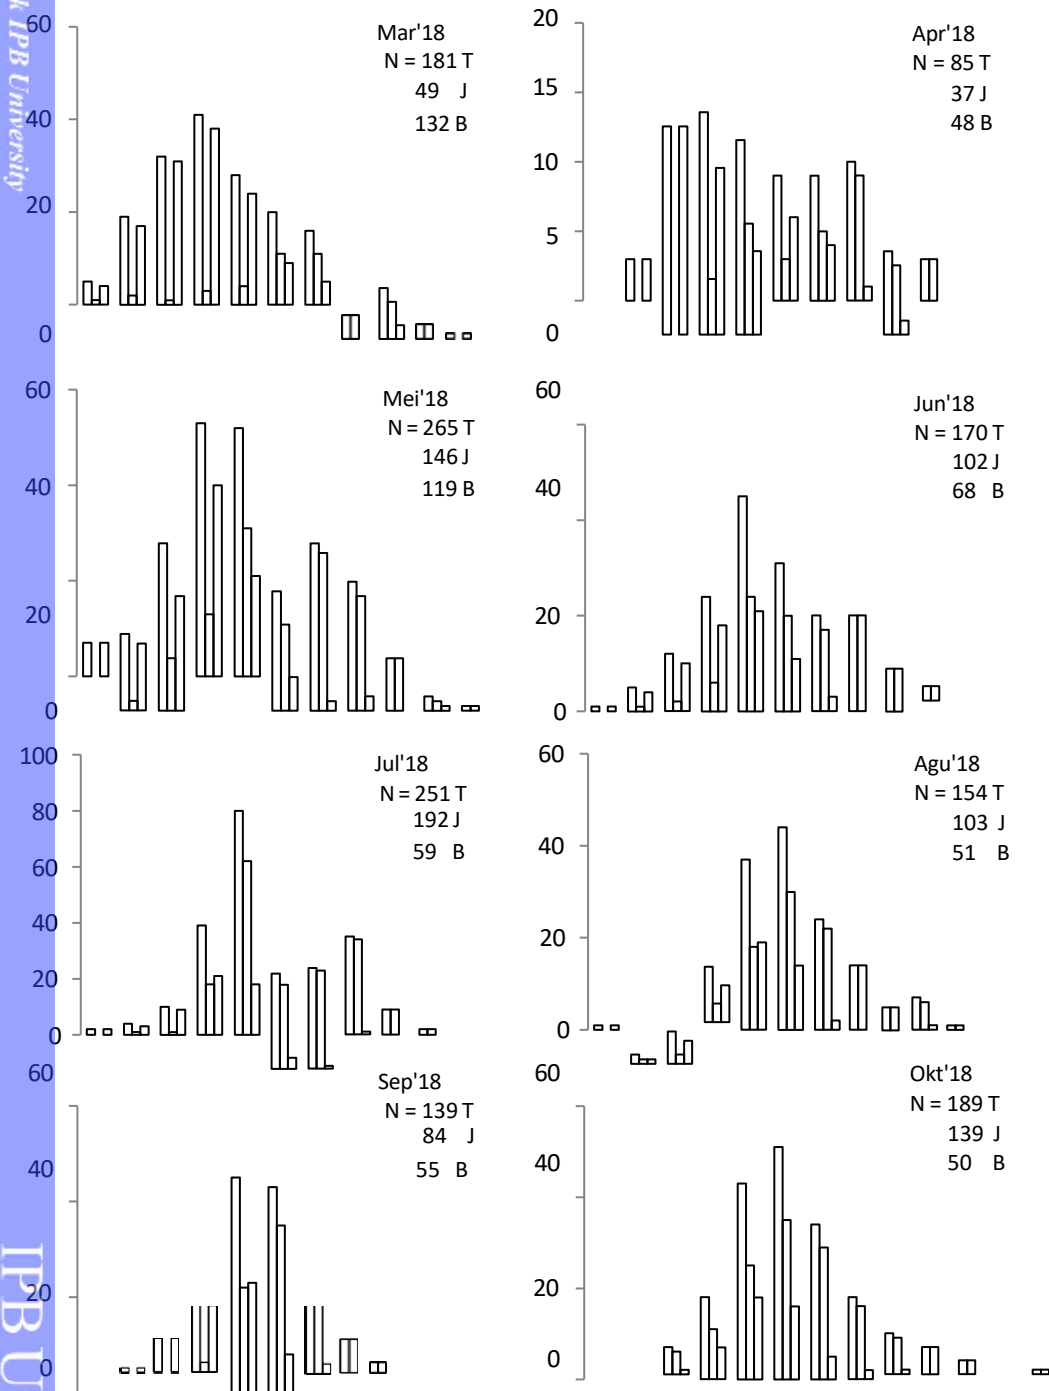 k IPB University
60
40
20
0
Mar'18
N = 181 T
49 J
132 B
20
15
10
5
0
Apr'18
N = 85 T
37 J
48 B
60
40
20
0
Mei'18
N = 265 T
146 J
119 B
60
40
20
0
Jun'18
N = 170 T
102 J
68 B
100
80
60
40
20
0
Jul'18
N = 251 T
192 J
59 B
60
40
20
0
Agu'18
N = 154 T
103 J
51 B
60
40
20
0
Sep'18
N = 139 T
84 J
55 B
60
40
20
0
Okt'18
N = 189 T
139 J
50 B
IPB U